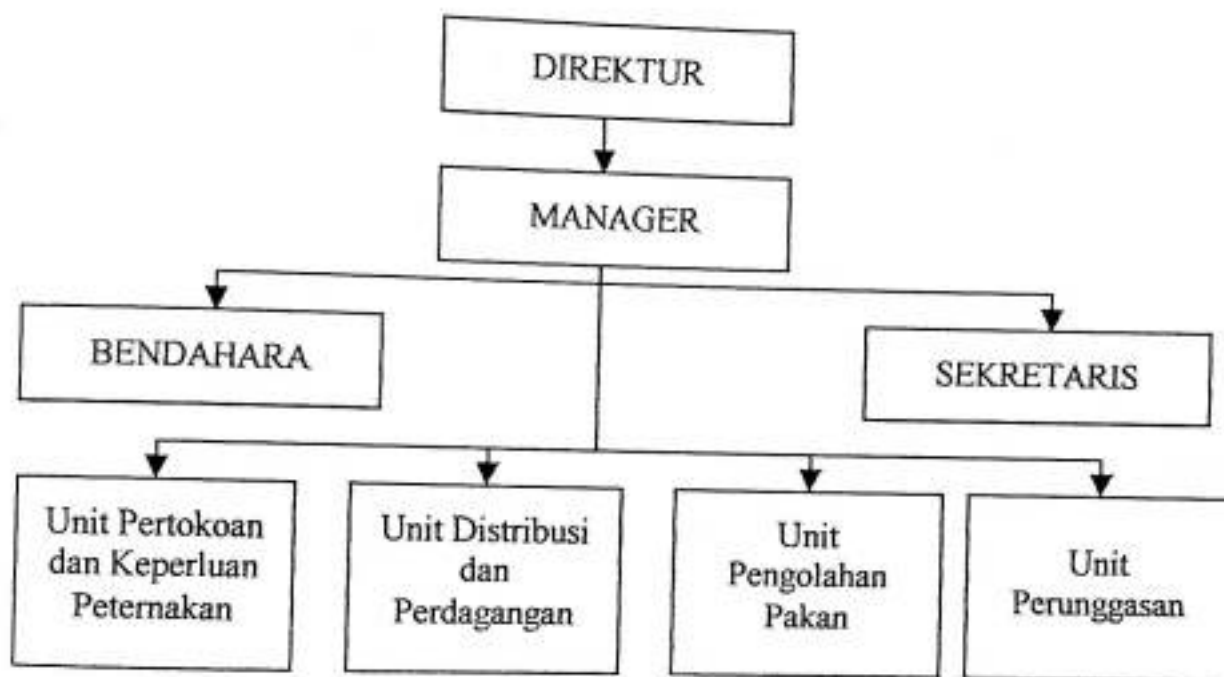 DIREKTUR
MANAGER
BENDAHARA
SEKRETARIS
Unit Pertokoan
dan Keperluan
Peternakan
Unit Distribusi
dan
Perdagangan
Unit
Pengolahan
Pakan
Unit
Perunggasan